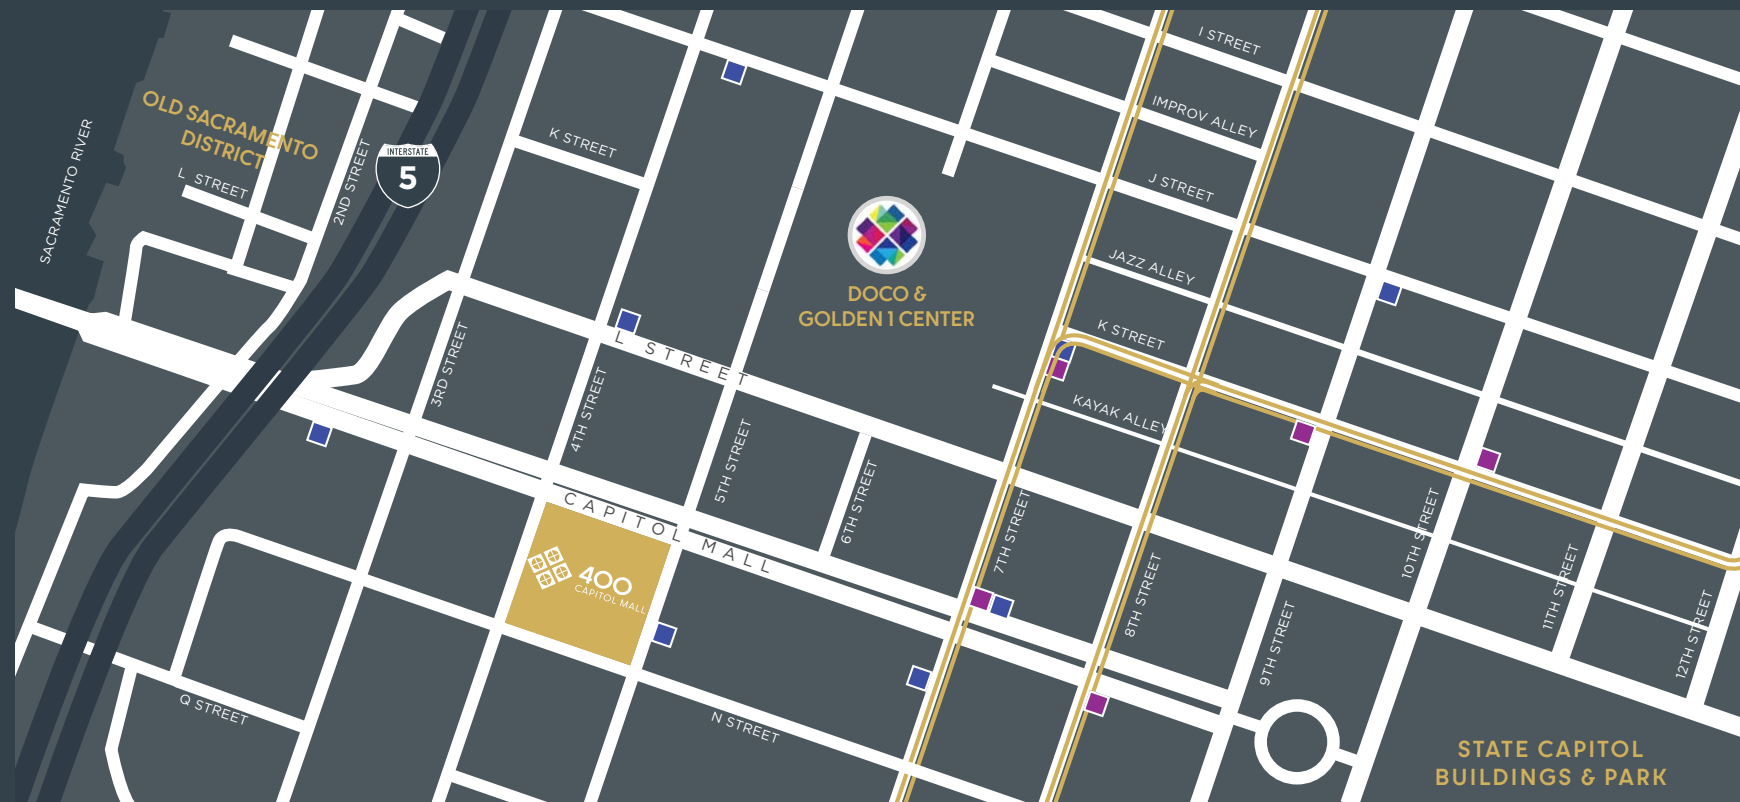 I STREET
OLD SACRAMENTO
DISTRICT
IMPROV ALLEY
SACRAMENTO RIVER
K STREET
2ND STREET
INTERSTATE
5
L STREET
J STREET
JAZZ ALLEY
DOCO &
GOLDEN 1 CENTER
K STREET
3RD STREET
L STREET
4TH STREET
KAYAK ALLEY
5TH STREET
6TH STREET
CAPITOL MALL
7TH STREET
8TH STREET
10TH STREET
11TH STREET
400
CAPITOL MALL
9TH STREET
12TH STREET
Q STREET
N STREET
STATE CAPITOL
BUILDINGS & PARK